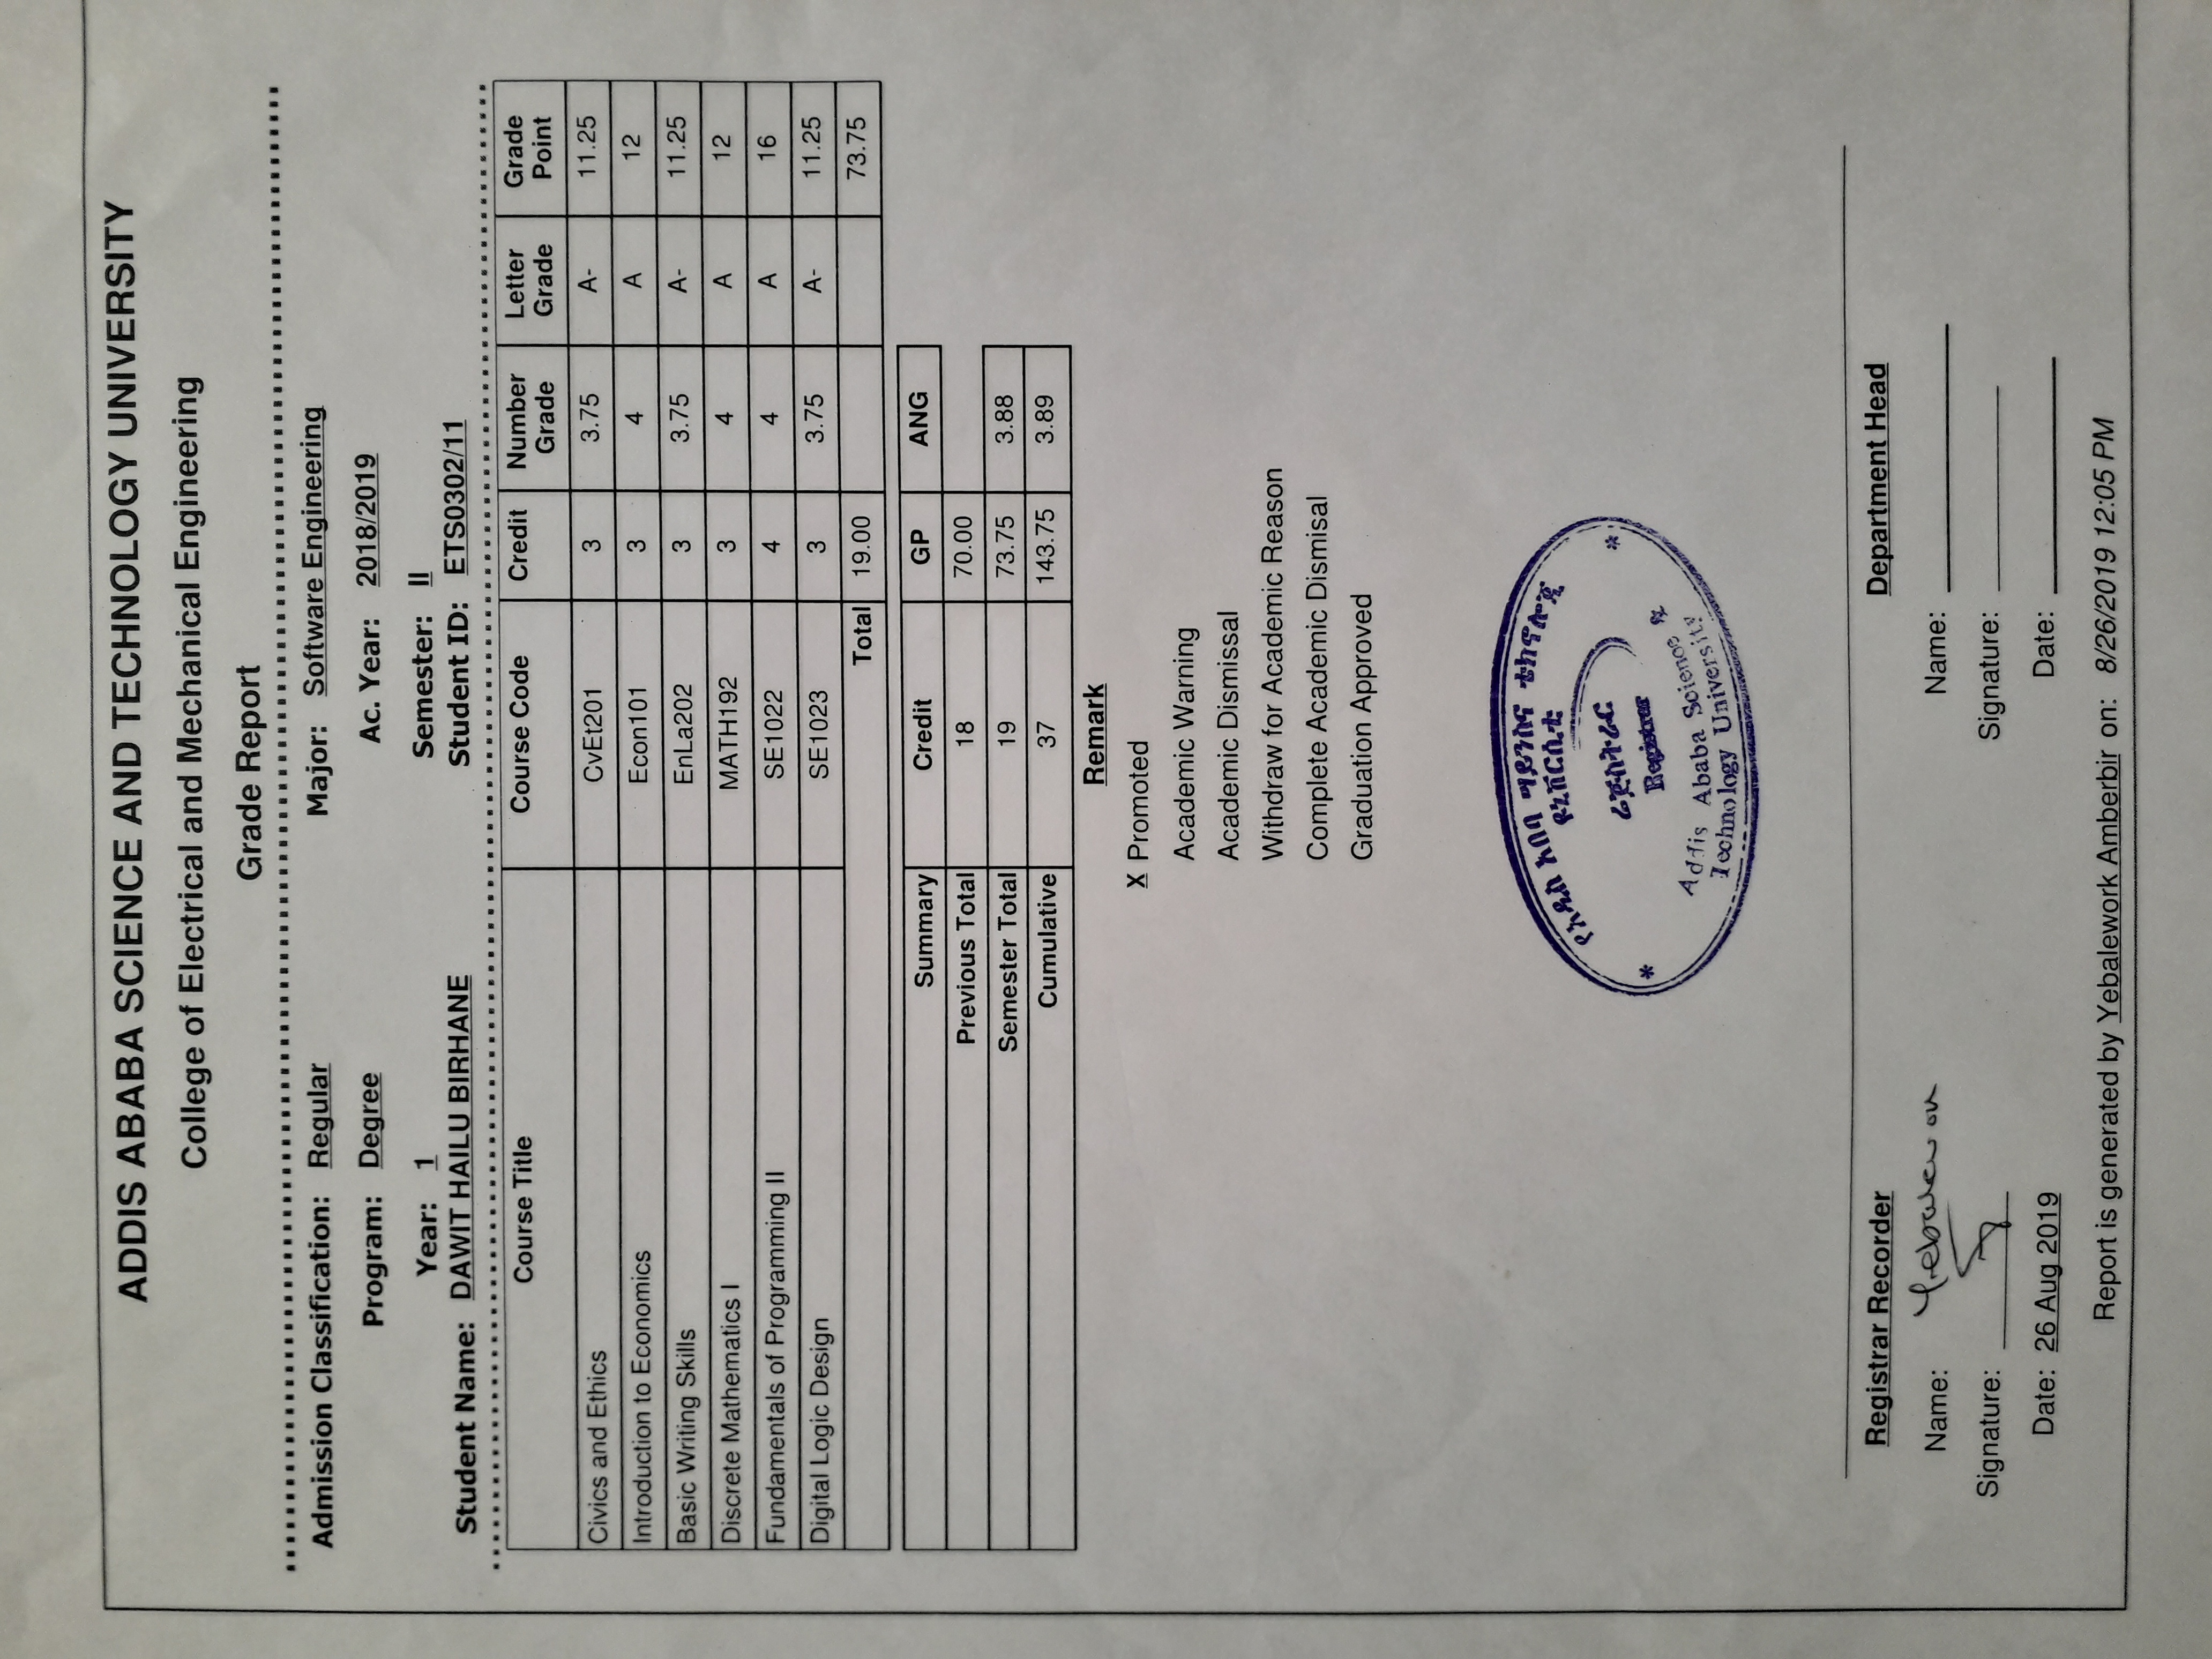 ADDIS ABABA SCIENCE AND TECHNOLOGY UNIVERSITY
College of Electrical and Mechanical Engineering
Grade Report
Admission Classification: Regular Major: Software Engineering
Program: Degree Ac. Year: 2018/2019
Year: 1 Semester: II
Student Name: DAWIT HAILU BIRHANE Student ID: ETS0302/11
Course Title Course Code Credit Number Grade Letter Grade Grade Point
Civics and Ethics CvEt201 3 3.75 A- 11.25
Introduction to Economics Econ101 3 4 A 12
Basic Writing Skills EnLa202 3 3.75 A- 11.25
Discrete Mathematics I MATH192 3 4 A 12
Fundamentals of Programming II SE1022 4 4 A 16
Digital Logic Design SE1023 3 3.75 A- 11.25
Total 19.00 73.75
Summary Credit GP ANG
Previous Total 18 70.00
Semester Total 19 73.75 3.88
Cumulative 37 143.75 3.89
Remark
X Promoted
Academic Warning
Academic Dismissal
Withdraw for Academic Reason
Complete Academic Dismisal
Graduation Approved
የአዲስ አበባ ሣይንስና ቴክኖሎጂ
ዩኒቨርሲቲ
ሬጅስትራር
Registrar
Addis Ababa Science &
Technology University
Registrar Recorder Department Head
Name: Name:
Signature: Signature:
Date: 26 Aug 2019 Date:
Report is generated by Yebalework Amberbir on: 8/26/2019 12:05 PM